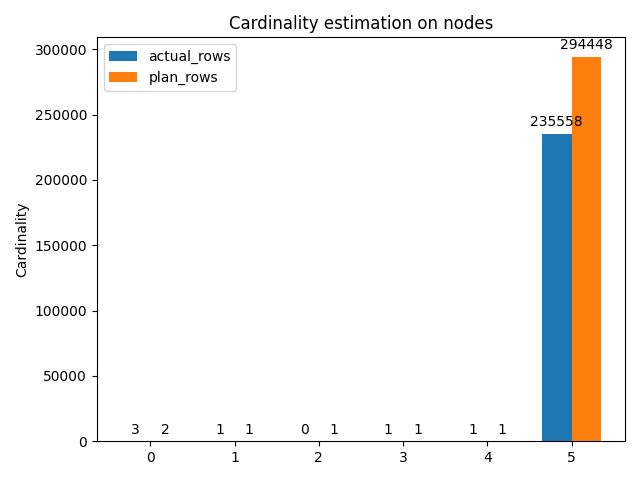 Cardinality estimation on nodes
actual_rows
plan_rows
Cardinality
300000
250000
200000
150000
100000
50000
0
3 2 1 1 0 1 1 1 1 1 235558 294448
0 1 2 3 4 5